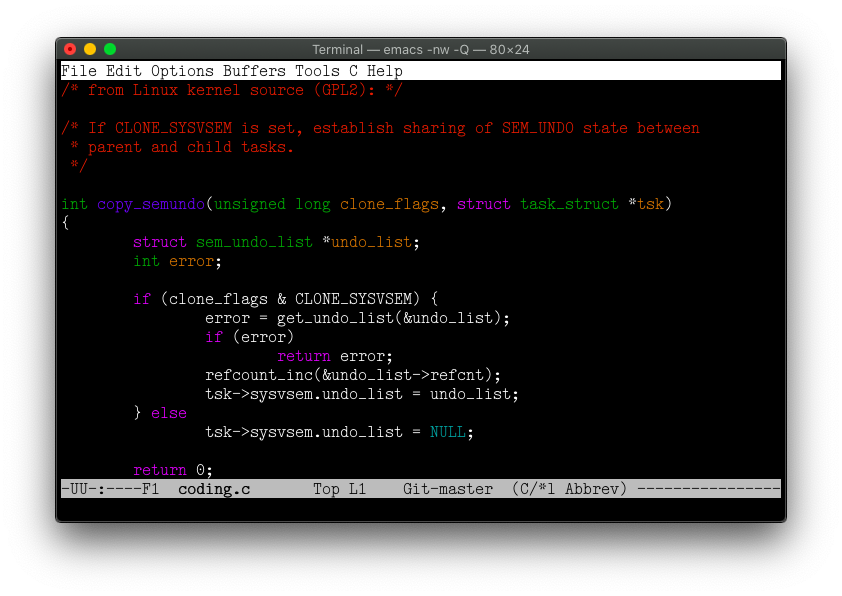 Terminal — emacs -nw -Q — 80×24
File Edit Options Buffers Tools C Help
/* from Linux kernel source (GPL2): */

/* If CLONE_SYSVSEM is set, establish sharing of SEM_UNDO state between
 * parent and child tasks.
 */

int copy_semundo(unsigned long clone_flags, struct task_struct *tsk)
{
        struct sem_undo_list *undo_list;
        int error;

        if (clone_flags & CLONE_SYSVSEM) {
                error = get_undo_list(&undo_list);
                if (error)
                        return error;
                refcount_inc(&undo_list->refcnt);
                tsk->sysvsem.undo_list = undo_list;
        } else
                tsk->sysvsem.undo_list = NULL;

        return 0;
-UU-:----F1  coding.c       Top L1    Git-master  (C/*l Abbrev) ----------------